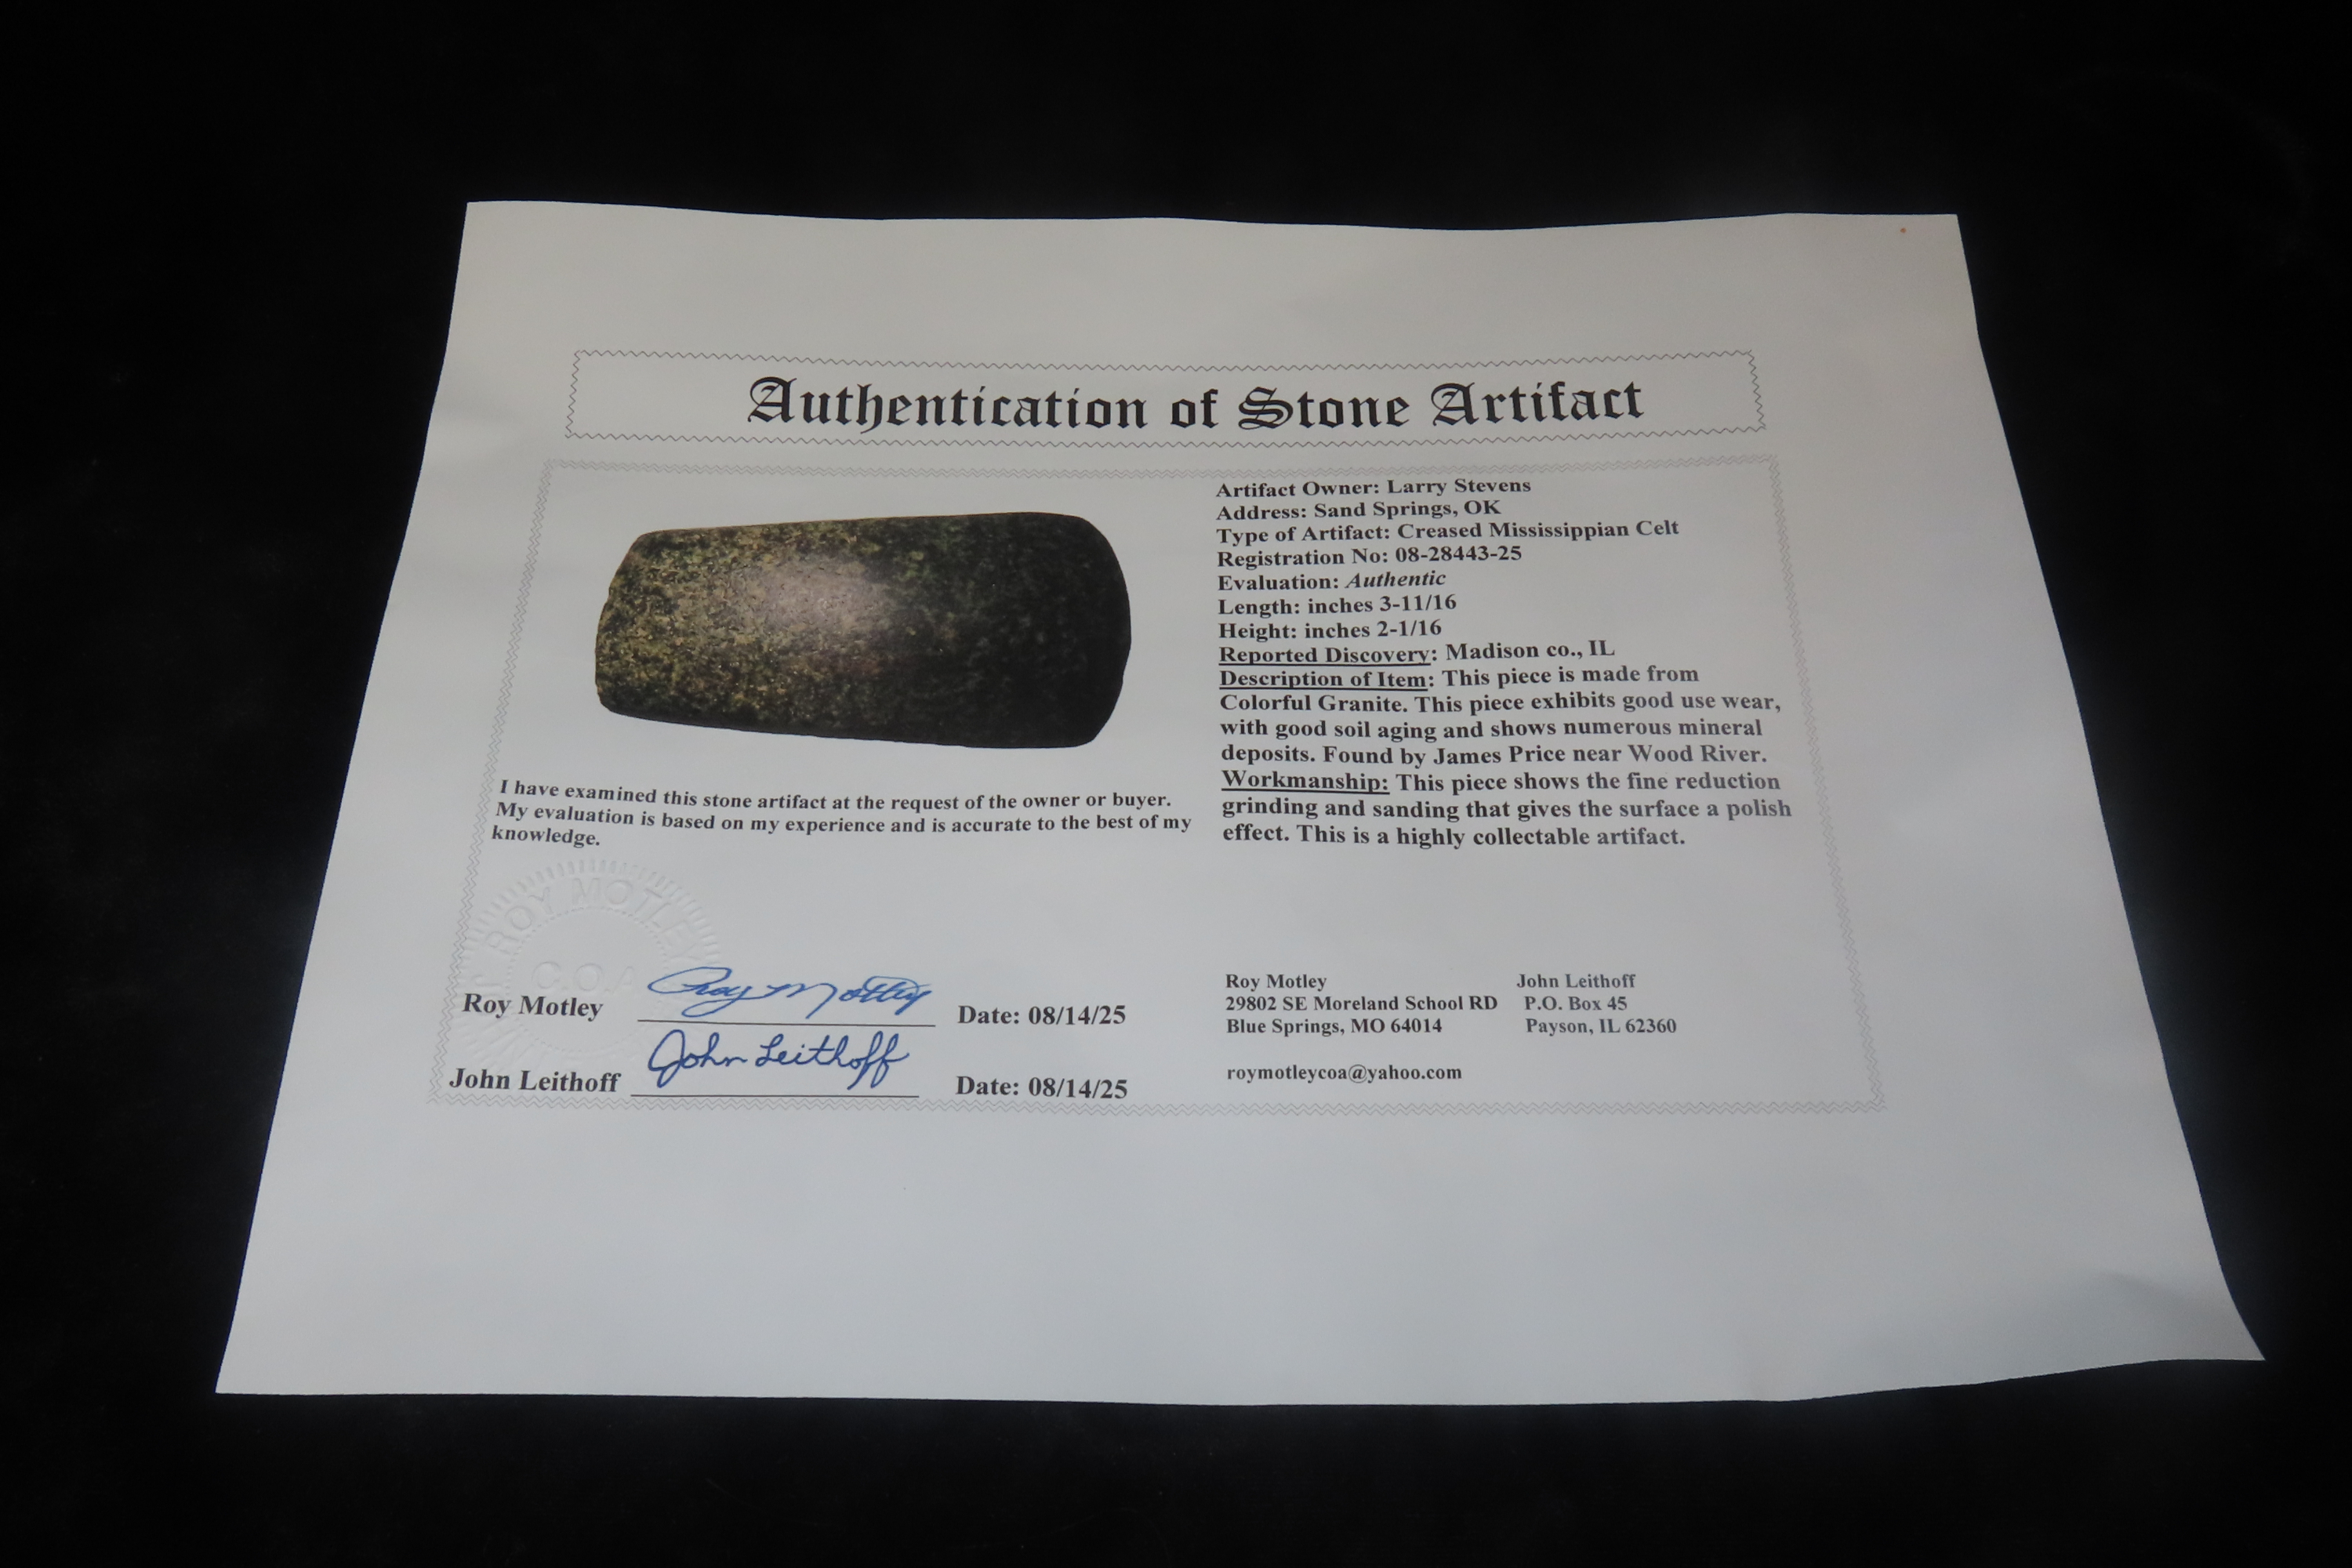 Authentication of Stone Artifact
Artifact Owner: Larry Stevens
Address: Sand Springs, OK
Type of Artifact: Creased Mississippian Celt
Registration No: 08-28443-25
Evaluation: Authentic
Length: inches 3-11/16
Height: inches 2-1/16
Reported Discovery: Madison co., IL
Description of Item: This piece is made from
Colorful Granite. This piece exhibits good use wear,
with good soil aging and shows numerous mineral
deposits. Found by James Price near Wood River.
Workmanship: This piece shows the fine reduction
grinding and sanding that gives the surface a polish
effect. This is a highly collectable artifact.
I have examined this stone artifact at the request of the owner or buyer.
My evaluation is based on my experience and is accurate to the best of my
knowledge.
ROY MOTLEY
C.O.A
Roy Motley Roy Motley Date: 08/14/25
John Leithoff John Leithoff Date: 08/14/25
Roy Motley
29802 SE Moreland School RD
Blue Springs, MO 64014
roymotleycoa@yahoo.com
John Leithoff
P.O. Box 45
Payson, IL 62360